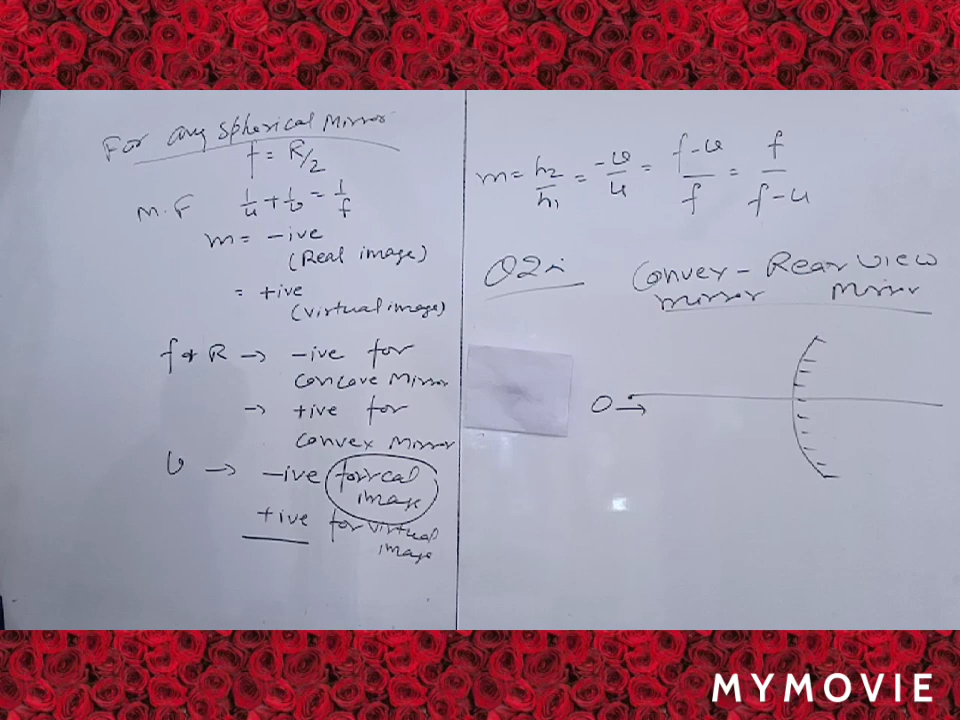 For any Spherical Mirror
f = R/2
M.F 1/u + 1/v = 1/f
m = -ive
(Real image)
= +ive
(virtual image)
f & R → -ive for
Concave Mirror
→ +ive for
Convex Mirror
v → -ive for real
image
+ive for virtual
image
m = h2/h1 = -v/u = f-v/f = f/f-u
Q2:
Convex - Rear view
mirror Mirror
O →
MYMOVIE